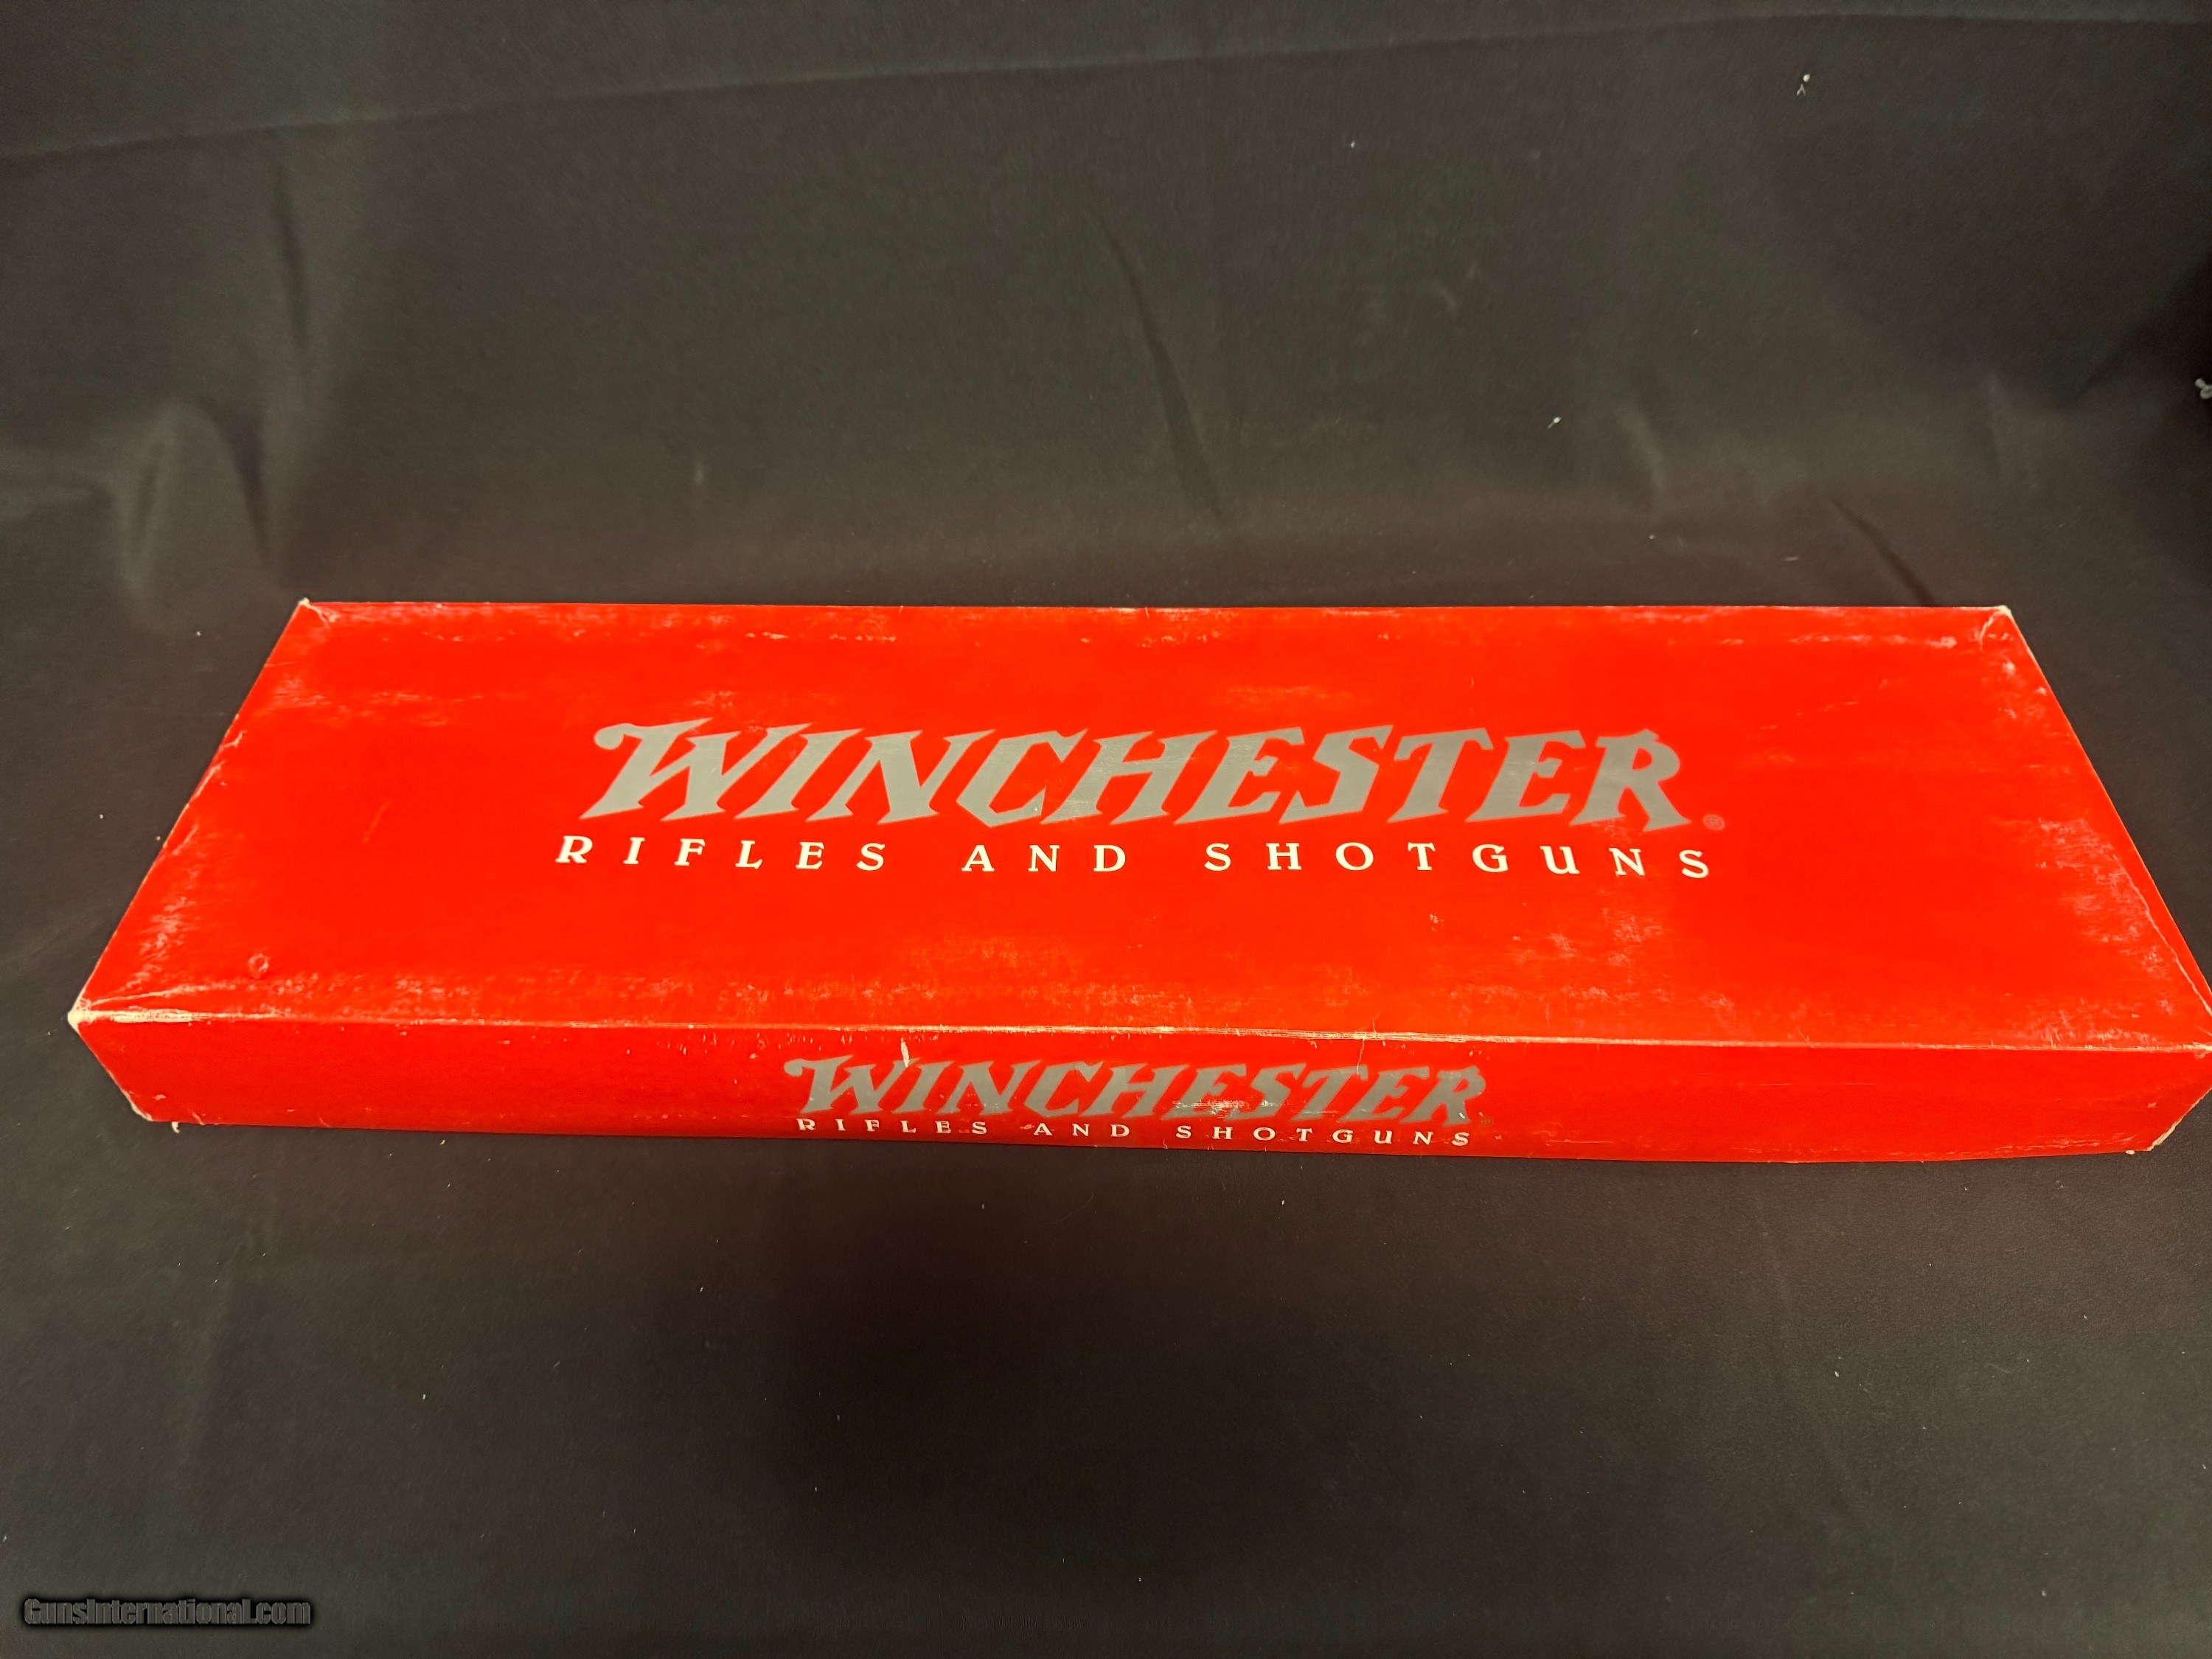 WINCHESTER®
RIFLES AND SHOTGUNS
WINCHESTER
RIFLES AND SHOTGUNS
GunsInternational.com